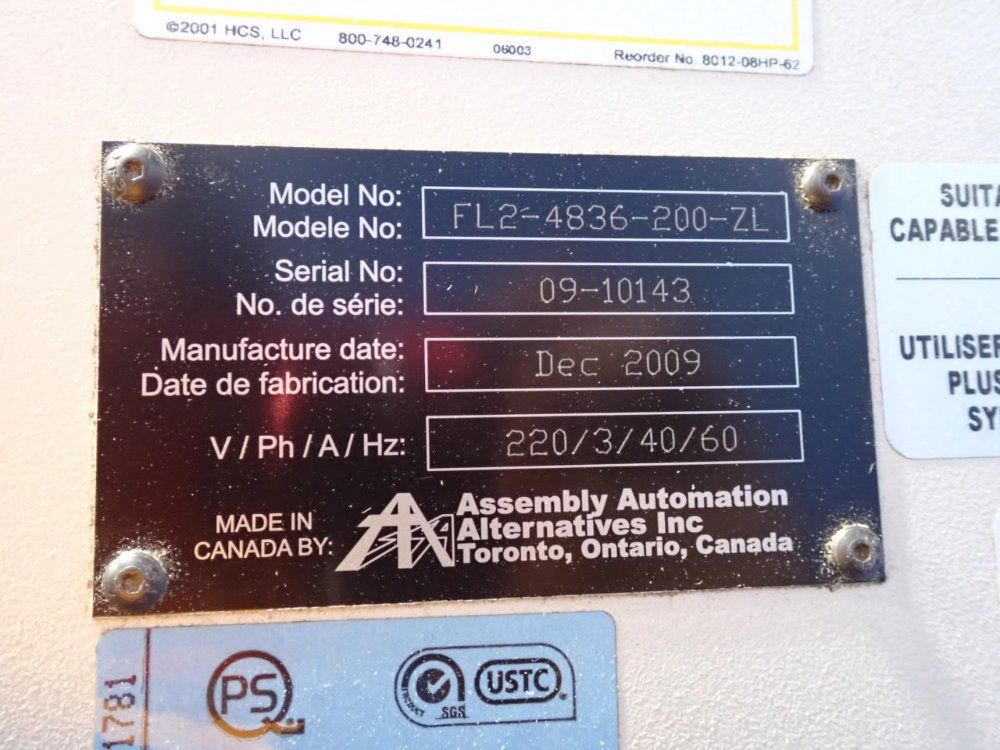 ©2001 HCS, LLC 800-748-0241 06003 Reorder No. 8012-08HP-62
Model No:
Modele No:
FL2-4836-200-ZL
Serial No:
No. de série:
09-10143
Manufacture date:
Date de fabrication:
Dec 2009
V / Ph / A / Hz: 220/3/40/60
MADE IN
CANADA BY:
Assembly Automation
Alternatives Inc
Toronto, Ontario, Canada
CAPABLE
PLUS
1781
PS
PRODUCT
SGS
USTC